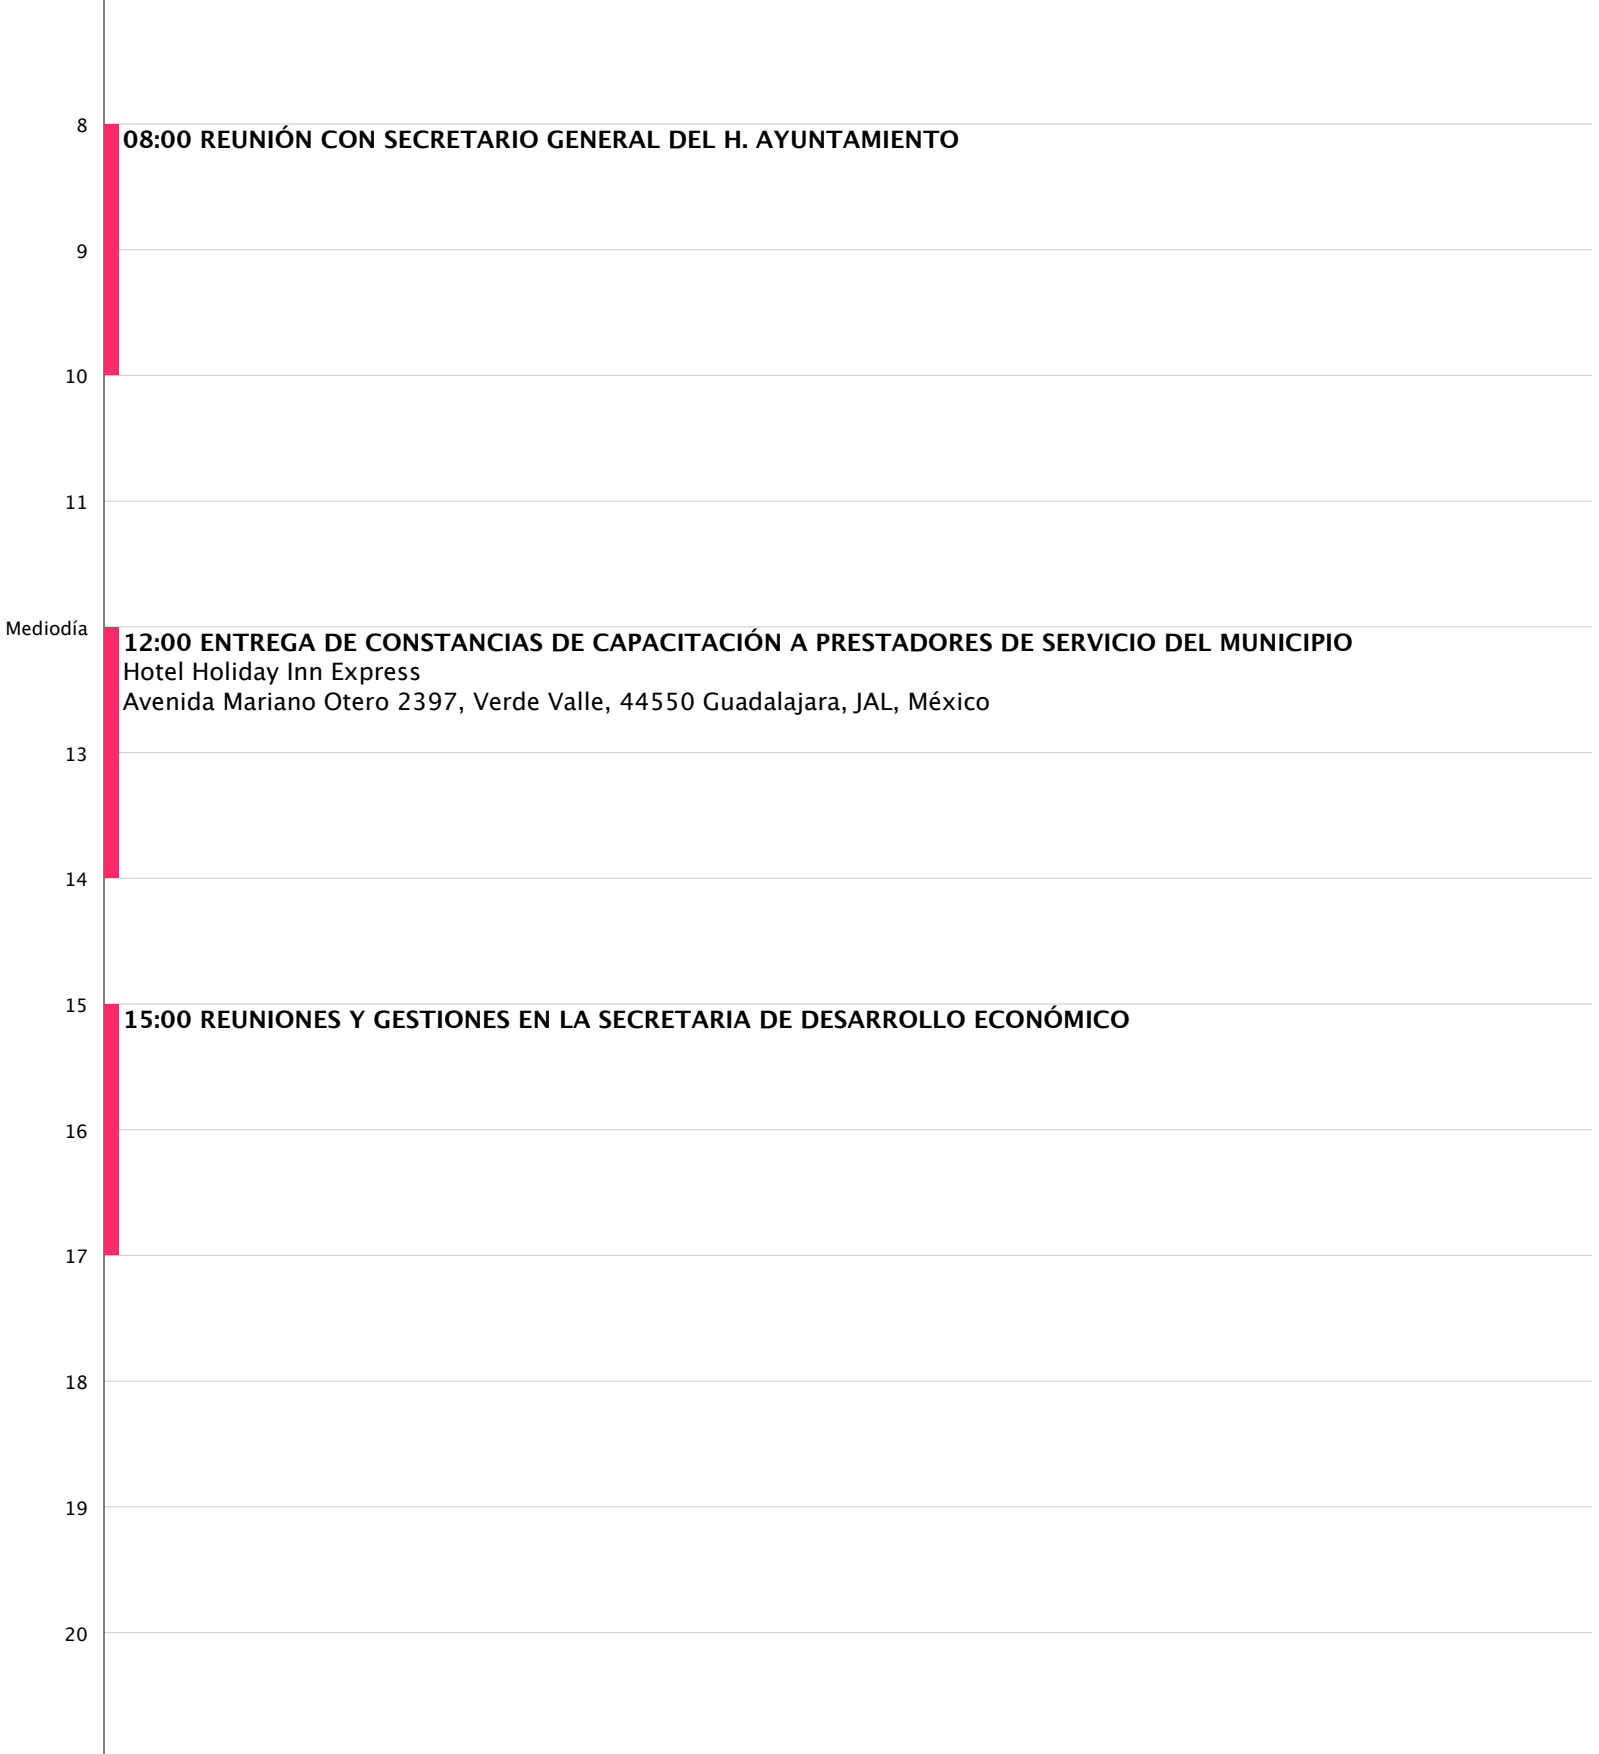 8
08:00 REUNIÓN CON SECRETARIO GENERAL DEL H. AYUNTAMIENTO
9
10
11
Mediodía
12:00 ENTREGA DE CONSTANCIAS DE CAPACITACIÓN A PRESTADORES DE SERVICIO DEL MUNICIPIO
Hotel Holiday Inn Express
Avenida Mariano Otero 2397, Verde Valle, 44550 Guadalajara, JAL, México
13
14
15
15:00 REUNIONES Y GESTIONES EN LA SECRETARIA DE DESARROLLO ECONÓMICO
16
17
18
19
20